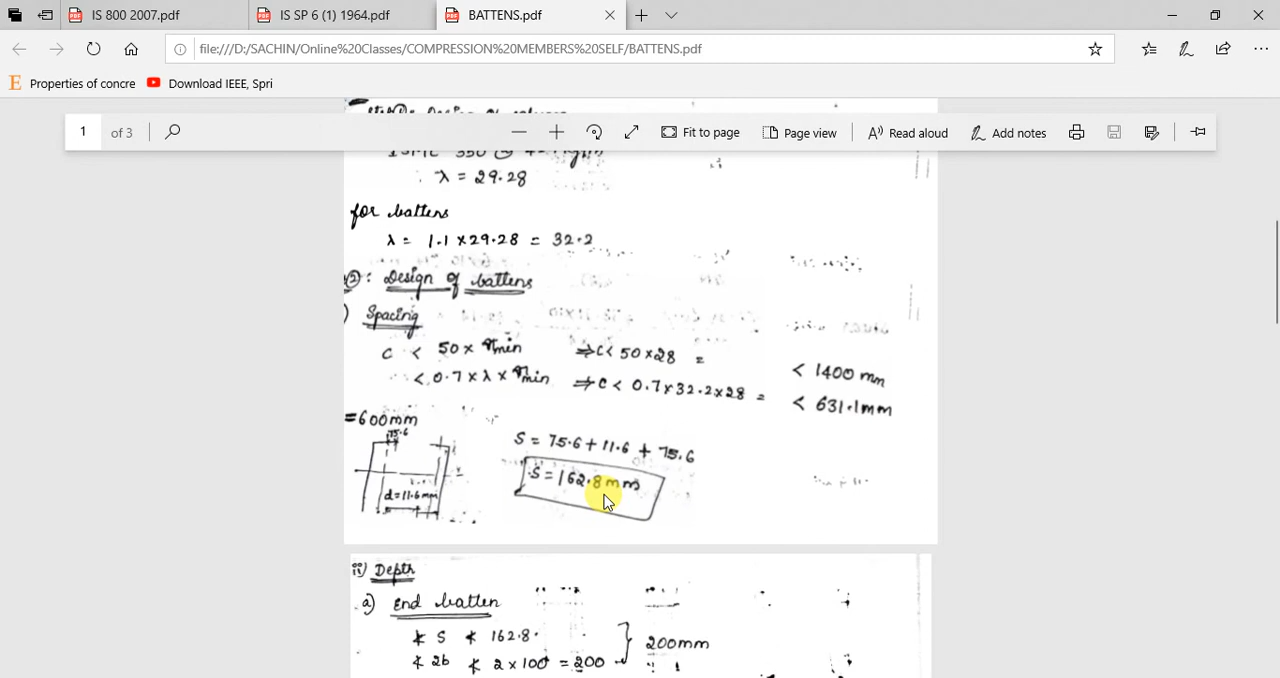 IS 800 2007.pdf
IS SP 6 (1) 1964.pdf
BATTENS.pdf
file:///D:/SACHIN/Online%20Classes/COMPRESSION%20MEMBERS%20SELF/BATTENS.pdf
E Properties of concre
Download IEEE, Spri
1 of 3
Fit to page
Page view
Read aloud
Add notes
λ = 29.28
for battens
λ = 1.1 x 29.28 = 32.2
②: Design of battens
) Spacing
C < 50 x rmin ⇒ C < 50 x 28 = < 1400 mm
< 0.7 x λ x rmin ⇒ C < 0.7 x 32.2 x 28 = < 631.1mm
= 600mm
75.6
d = 11.6 mm
S = 75.6 + 11.6 + 75.6
S = 162.8 mm
ii) Depth
a) End batten
≮ S ≮ 162.8
≮ 2b ≮ 2 x 100 = 200
} 200mm